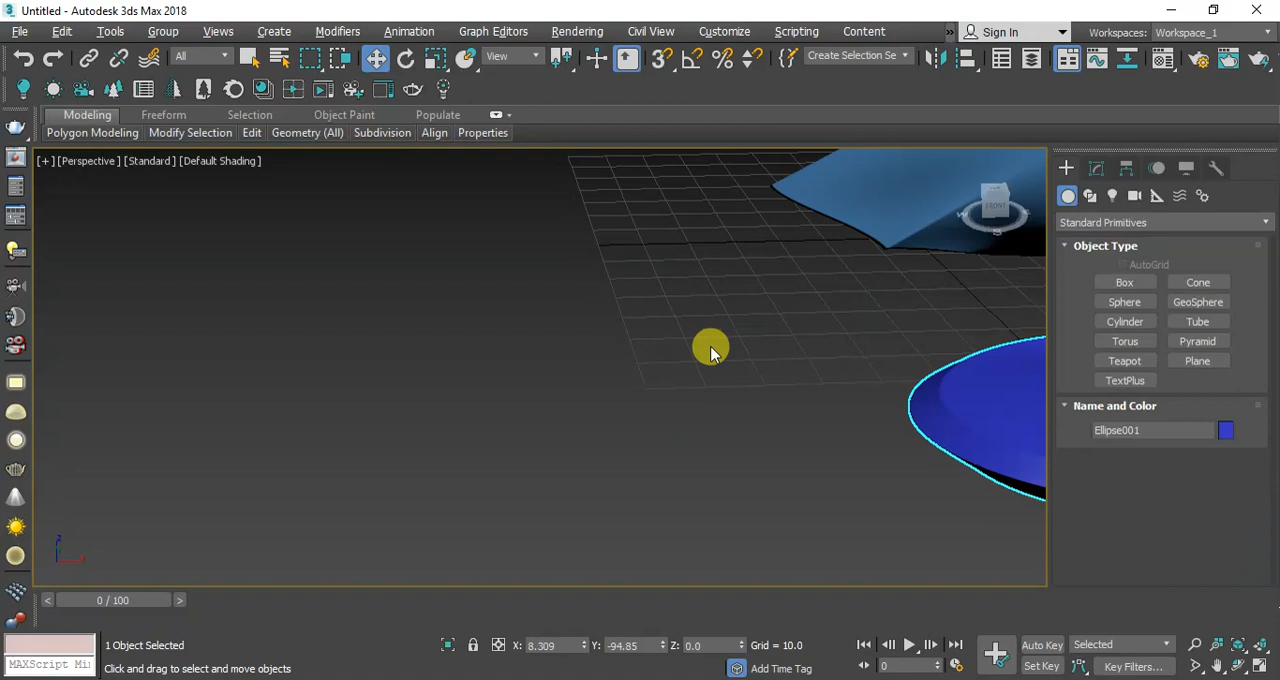 Untitled - Autodesk 3ds Max 2018
File Edit Tools Group Views Create Modifiers Animation Graph Editors Rendering Civil View Customize Scripting Content » Sign In Workspaces: Workspace_1
All View Create Selection Se
Modeling Freeform Selection Object Paint Populate
Polygon Modeling Modify Selection Edit Geometry (All) Subdivision Align Properties
[+] [Perspective] [Standard] [Default Shading]
FRONT
Standard Primitives
Object Type
AutoGrid
Box Cone
Sphere GeoSphere
Cylinder Tube
Torus Pyramid
Teapot Plane
TextPlus
Name and Color
Ellipse001
z
< 0 / 100 >
1 Object Selected X: 8.309 Y: -94.85 Z: 0.0 Grid = 10.0 Auto Key Selected
MAXScript Mi Click and drag to select and move objects Add Time Tag 0 Set Key Key Filters...